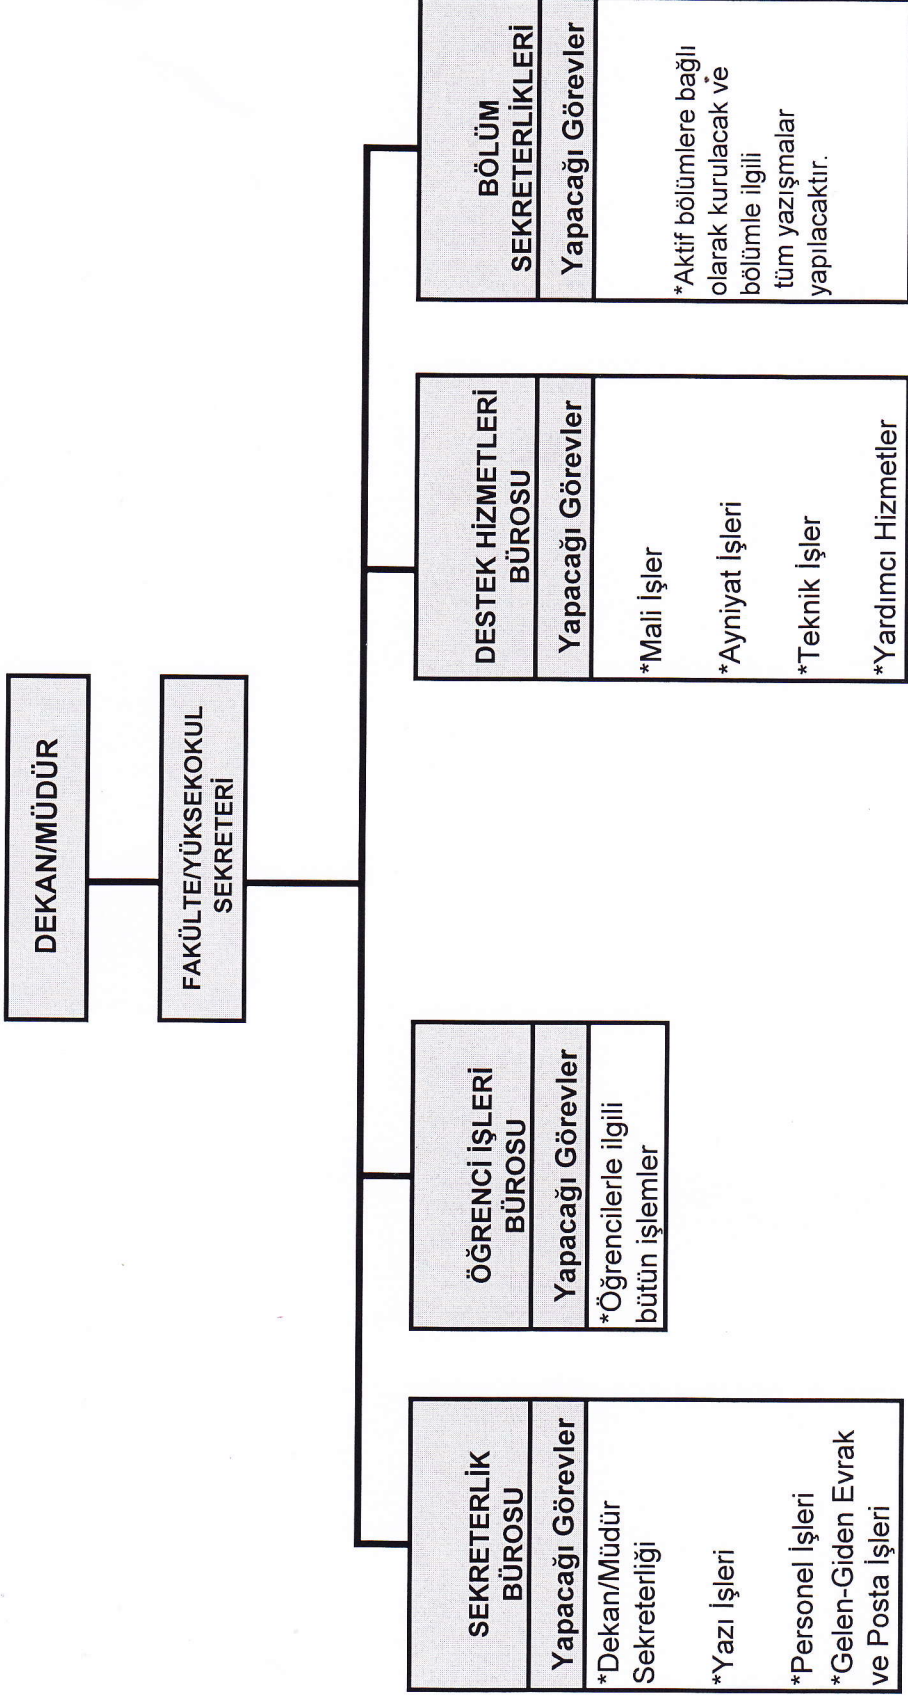 DEKAN/MÜDÜR
FAKÜLTE/YÜKSEKOKUL
SEKRETERİ
SEKRETERLİK
BÜROSU
Yapacağı Görevler
*Dekan/Müdür
Sekreterliği
*Yazı İşleri
*Personel İşleri
*Gelen-Giden Evrak
ve Posta İşleri
ÖĞRENCİ İŞLERİ
BÜROSU
Yapacağı Görevler
*Öğrencilerle ilgili
bütün işlemler
DESTEK HİZMETLERİ
BÜROSU
Yapacağı Görevler
*Mali İşler
*Ayniyat İşleri
*Teknik İşler
*Yardımcı Hizmetler
BÖLÜM
SEKRETERLİKLERİ
Yapacağı Görevler
*Aktif bölümlere bağlı
olarak kurulacak ve
bölümle ilgili
tüm yazışmalar
yapılacaktır.